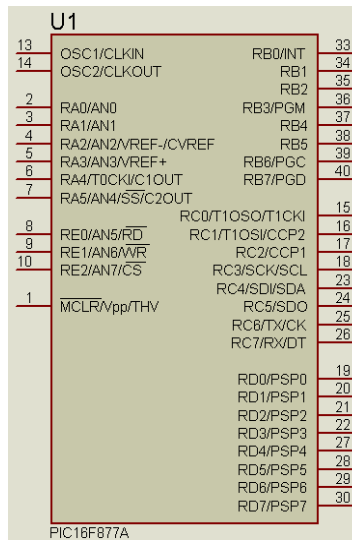 U1
13 OSC1/CLKIN
14 OSC2/CLKOUT
2 RA0/AN0
3 RA1/AN1
4 RA2/AN2/VREF-/CVREF
5 RA3/AN3/VREF+
6 RA4/T0CKI/C1OUT
7 RA5/AN4/SS/C2OUT
8 RE0/AN5/RD
9 RE1/AN6/WR
10 RE2/AN7/CS
1 MCLR/Vpp/THV
RB0/INT 33
RB1 34
RB2 35
RB3/PGM 36
RB4 37
RB5 38
RB6/PGC 39
RB7/PGD 40
RC0/T1OSO/T1CKI 15
RC1/T1OSI/CCP2 16
RC2/CCP1 17
RC3/SCK/SCL 18
RC4/SDI/SDA 23
RC5/SDO 24
RC6/TX/CK 25
RC7/RX/DT 26
RD0/PSP0 19
RD1/PSP1 20
RD2/PSP2 21
RD3/PSP3 22
RD4/PSP4 27
RD5/PSP5 28
RD6/PSP6 29
RD7/PSP7 30
PIC16F877A